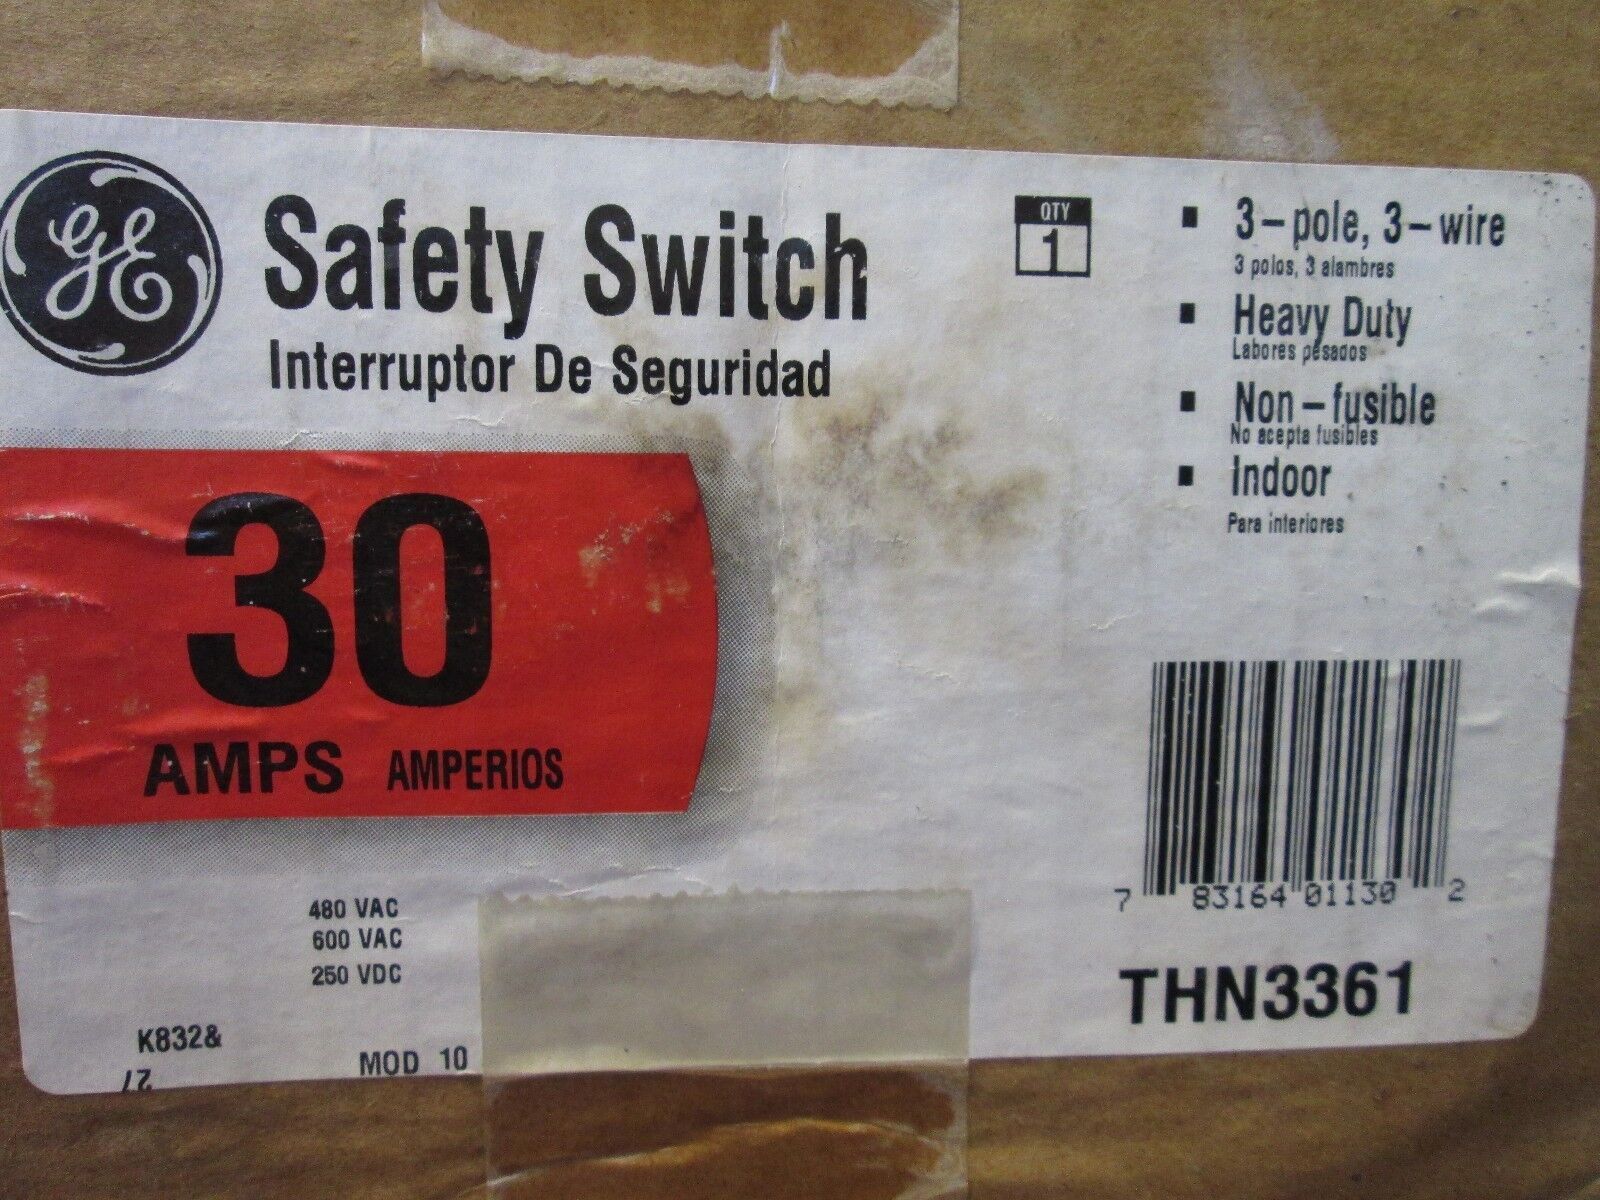 GE
Safety Switch
Interruptor De Seguridad
QTY
1
3-pole, 3-wire
3 polos, 3 alambres
Heavy Duty
Labores pesados
Non-fusible
No acepta fusibles
Indoor
Para interiores
30
AMPS AMPERIOS
480 VAC
600 VAC
250 VDC
K832&
27
MOD 10
7 83164 01130 2
THN3361